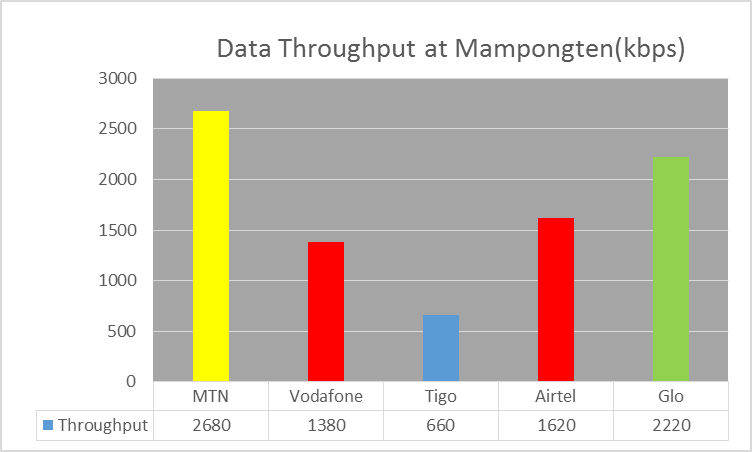 Data Throughput at Mampongten(kbps)
3000
2500
2000
1500
1000
500
0
MTN Vodafone Tigo Airtel Glo
Throughput 2680 1380 660 1620 2220